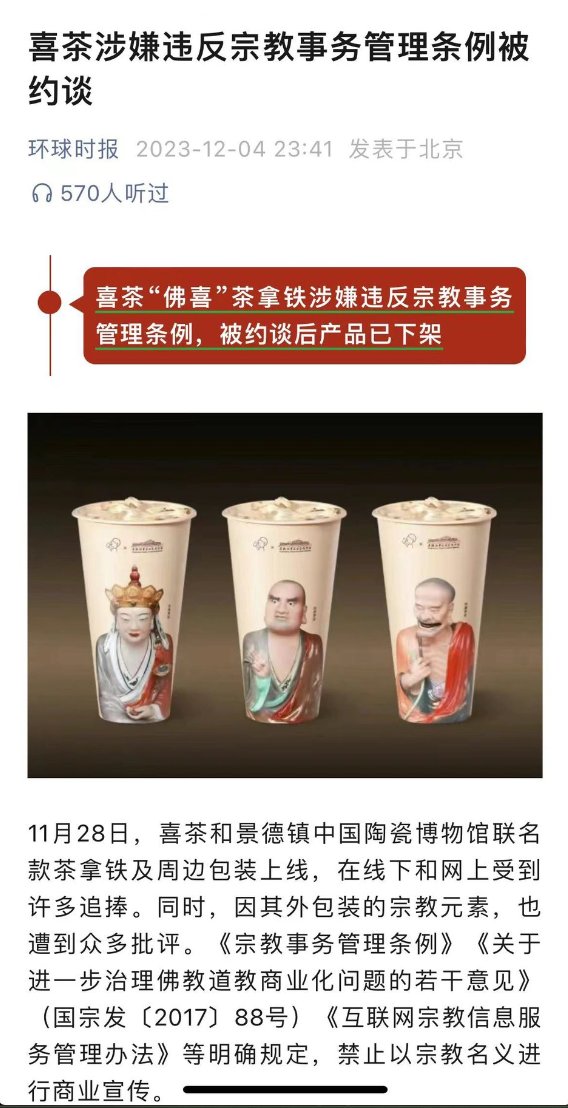 喜茶涉嫌违反宗教事务管理条例被
约谈
环球时报 2023-12-04 23:41 发表于北京
570人听过
喜茶“佛喜”茶拿铁涉嫌违反宗教事务
管理条例，被约谈后产品已下架
11月28日，喜茶和景德镇中国陶瓷博物馆联名
款茶拿铁及周边包装上线，在线下和网上受到
许多追捧。同时，因其外包装的宗教元素，也
遭到众多批评。《宗教事务管理条例》《关于
进一步治理佛教道教商业化问题的若干意见》
（国宗发〔2017〕88号）《互联网宗教信息服
务管理办法》等明确规定，禁止以宗教名义进
行商业宣传。